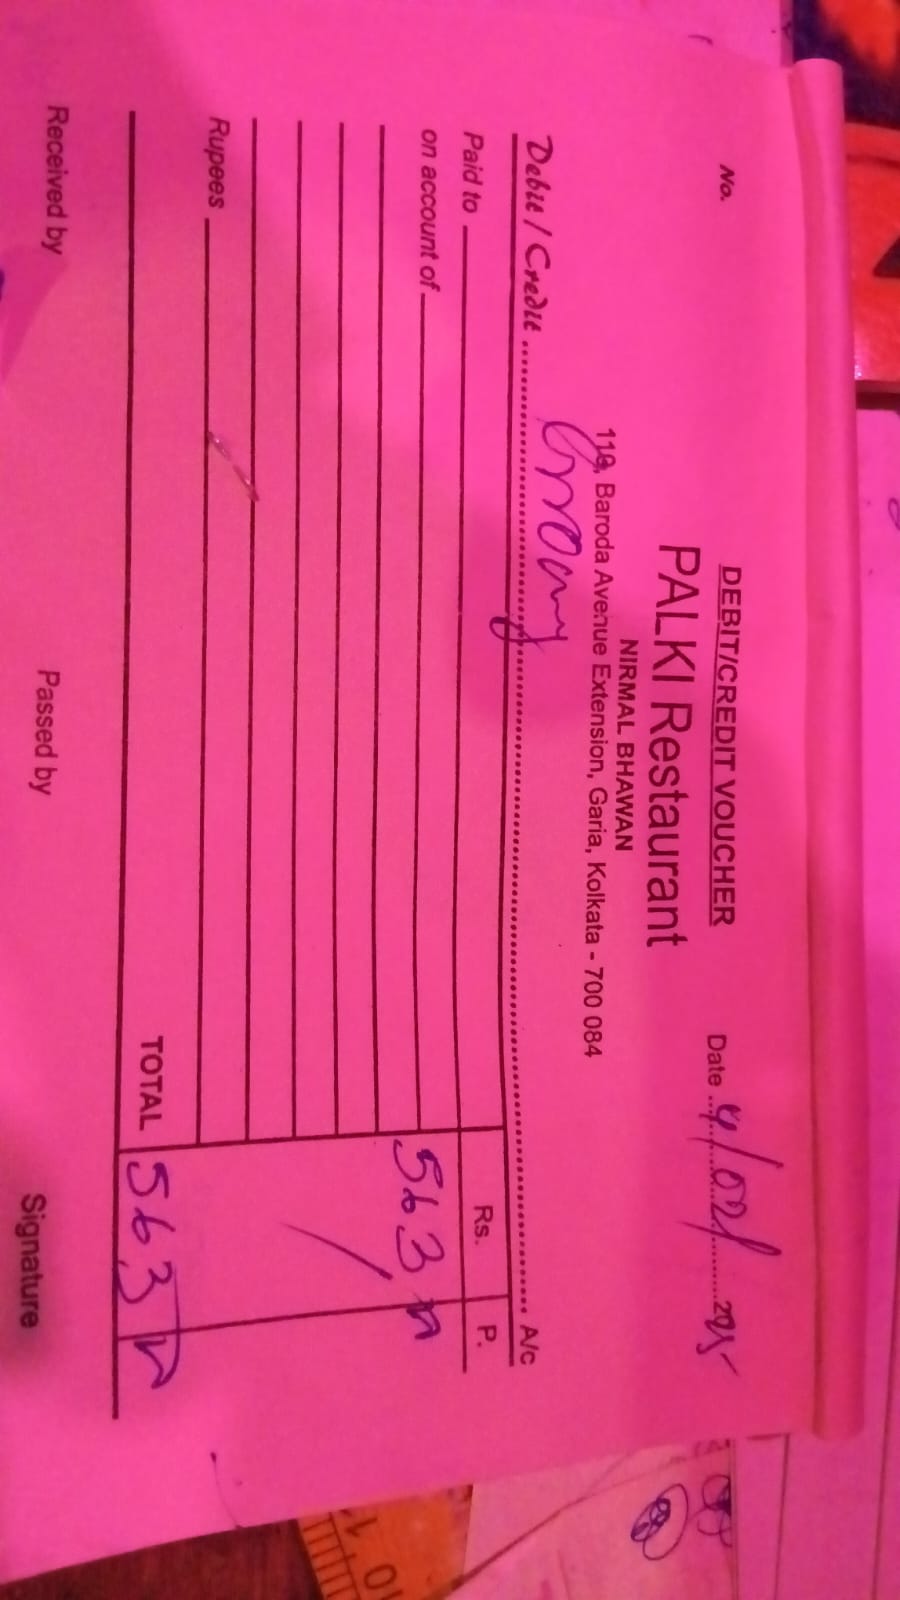 No.
DEBIT/CREDIT VOUCHER
Date 4/02/ 2025
PALKI Restaurant
NIRMAL BHAWAN
119, Baroda Avenue Extension, Garia, Kolkata - 700 084
Debit / Credit A/c
Paid to Rs. P.
on account of 563
Rupees
TOTAL 563
Received by Passed by Signature